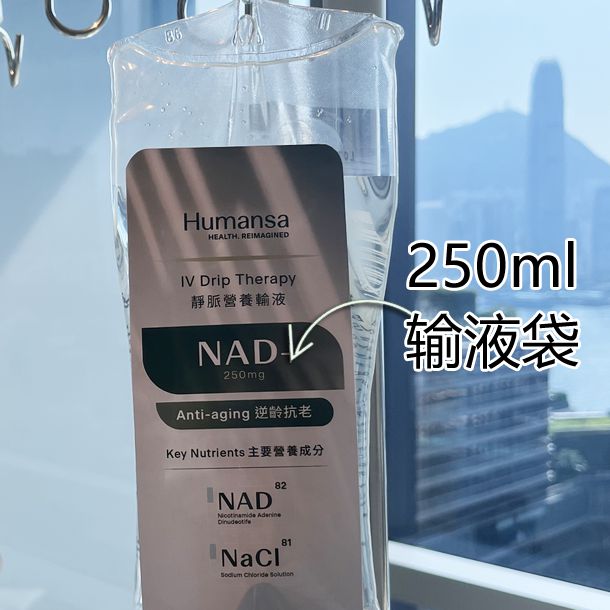 Humansa
HEALTH. REIMAGINED
IV Drip Therapy
靜脈營養輸液
NAD+
250mg
Anti-aging 逆齡抗老
Key Nutrients 主要營養成分
NAD 82
Nicotinamide Adenine
Dinucleotife
NaCl 81
Sodium Chloride Solution
250ml
输液袋